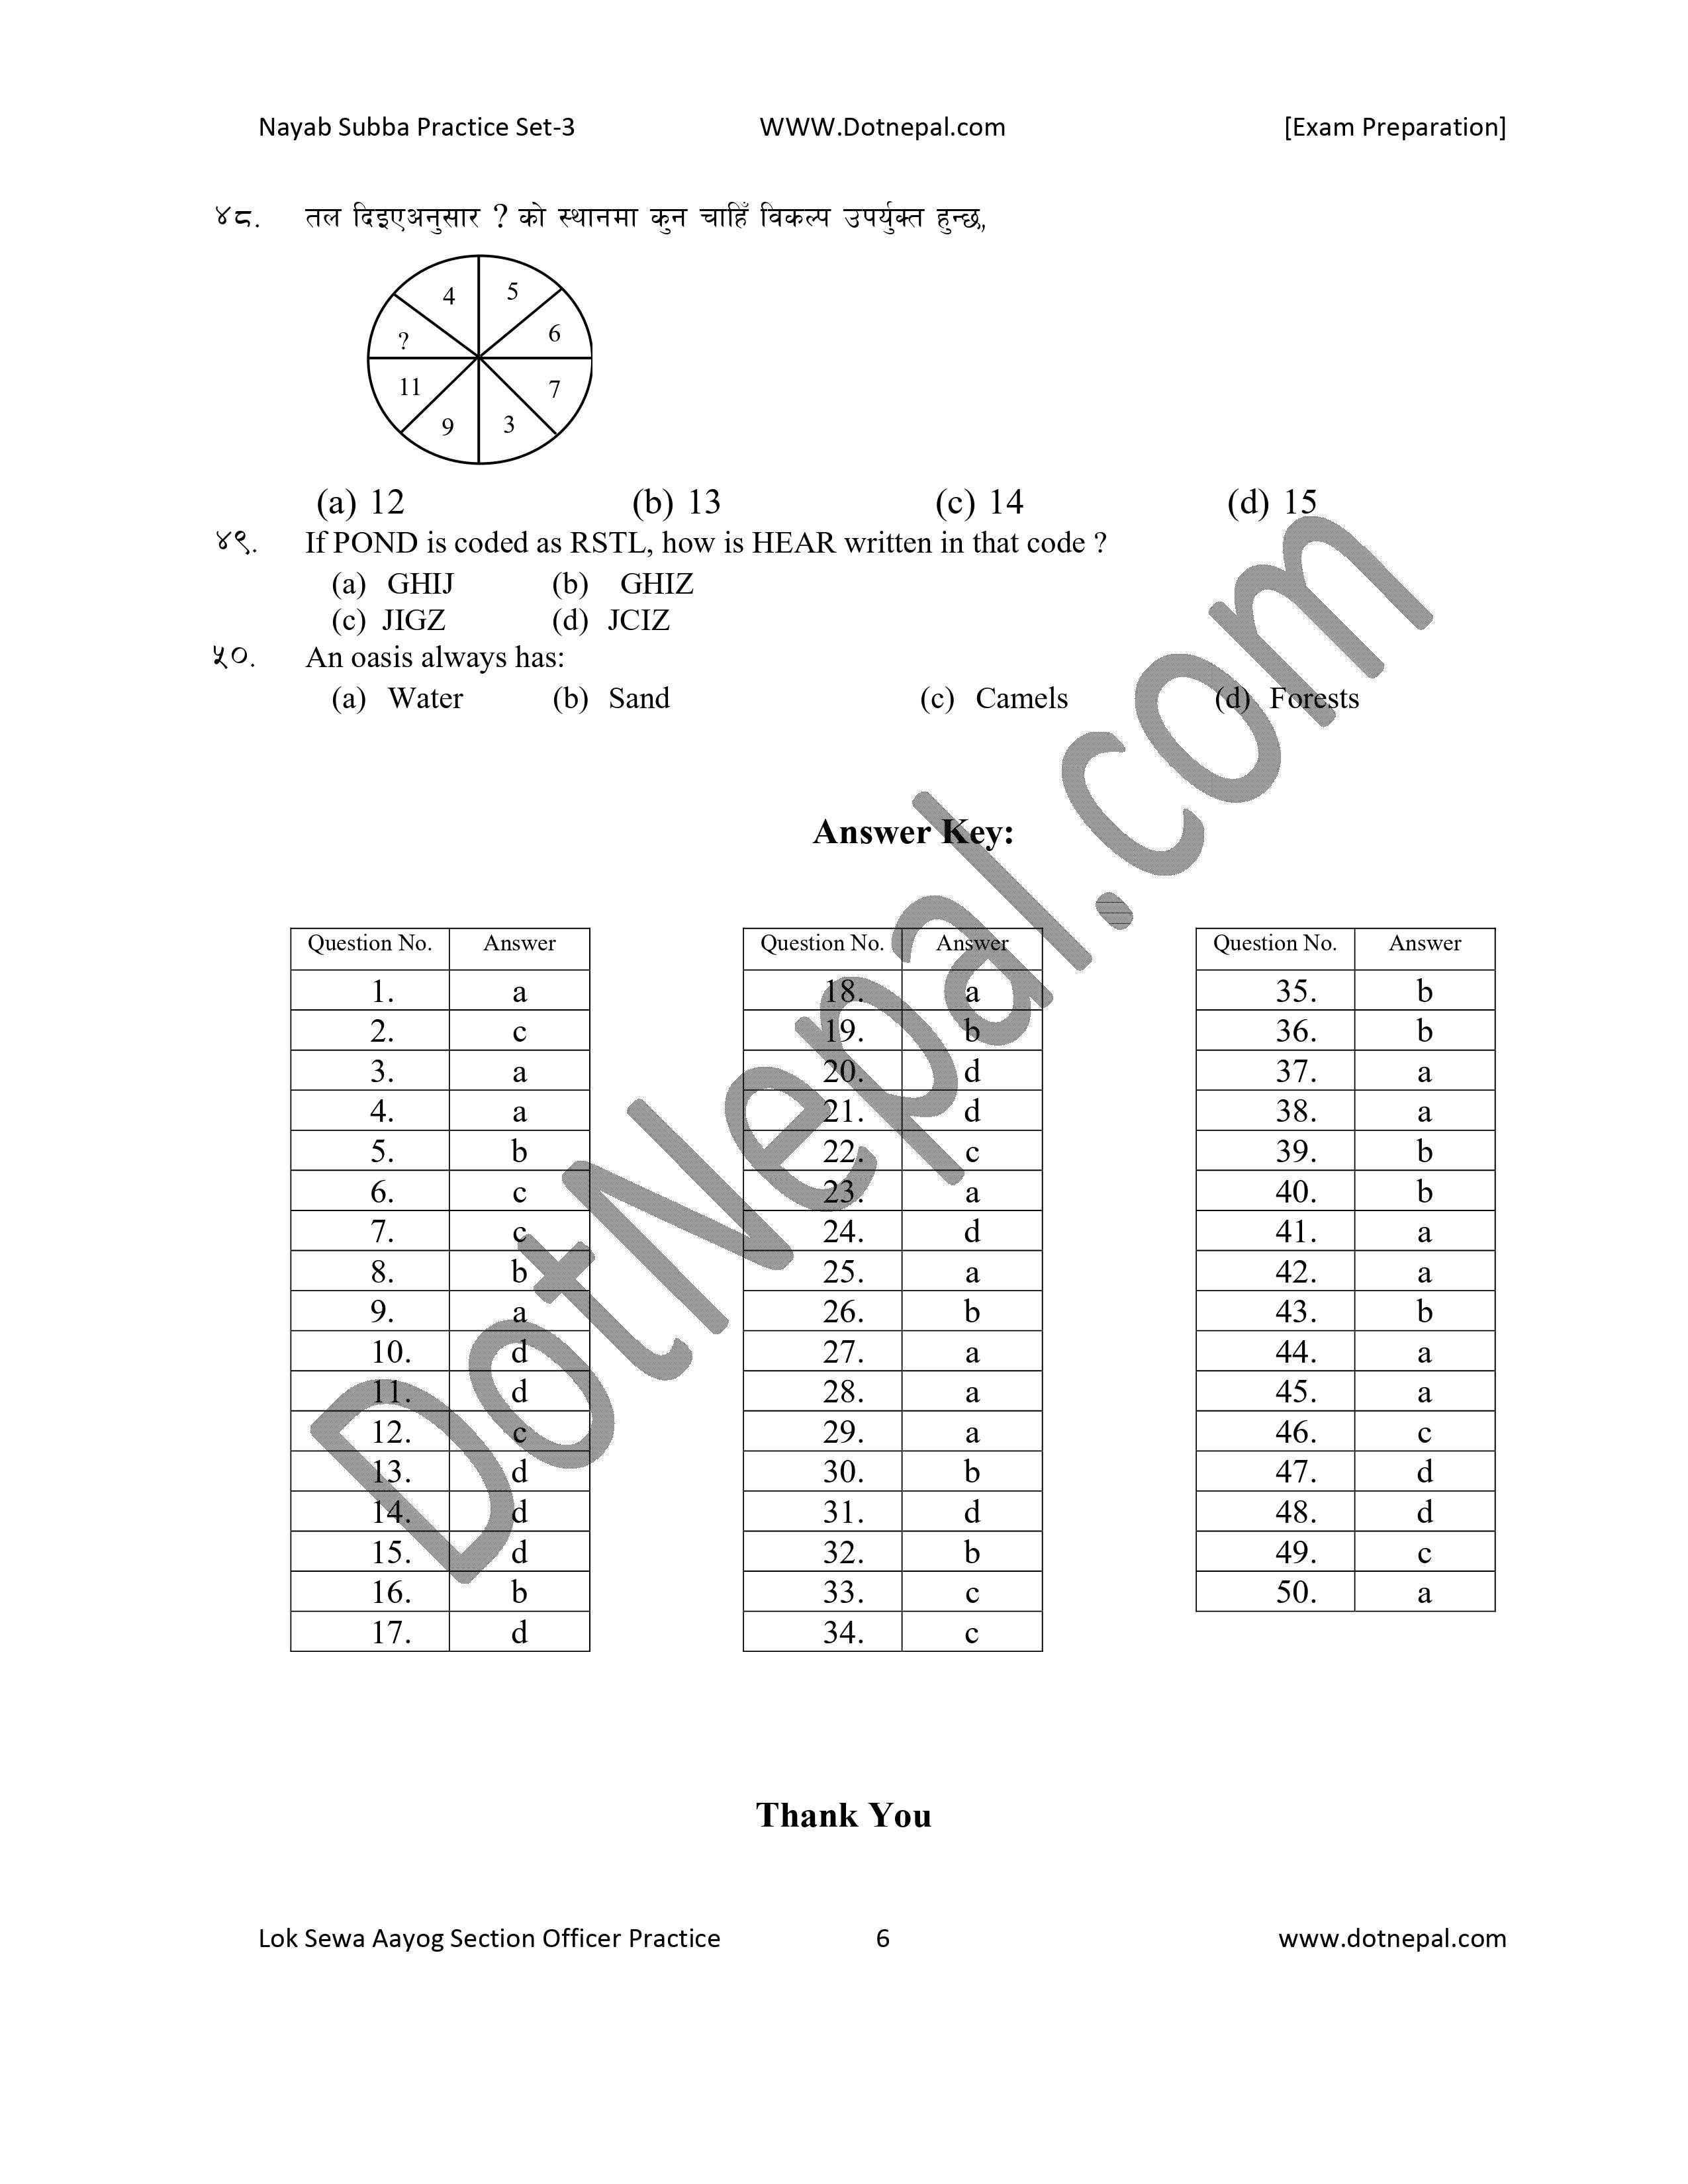 Nayab Subba Practice Set-3 WWW.Dotnepal.com [Exam Preparation]
४८. तल दिइएअनुसार ? को स्थानमा कुन चाहिँ विकल्प उपर्युक्त हुन्छ,
4 5
? 6
11 7
9 3
(a) 12 (b) 13 (c) 14 (d) 15
४९. If POND is coded as RSTL, how is HEAR written in that code ?
(a) GHIJ (b) GHIZ
(c) JIGZ (d) JCIZ
५०. An oasis always has:
(a) Water (b) Sand (c) Camels (d) Forests
Answer Key:
Question No. Answer Question No. Answer Question No. Answer
1. a 18. a 35. b
2. c 19. b 36. b
3. a 20. d 37. a
4. a 21. d 38. a
5. b 22. c 39. b
6. c 23. a 40. b
7. c 24. d 41. a
8. b 25. a 42. a
9. a 26. b 43. b
10. d 27. a 44. a
11. d 28. a 45. a
12. c 29. a 46. c
13. d 30. b 47. d
14. d 31. d 48. d
15. d 32. b 49. c
16. b 33. c 50. a
17. d 34. c
DotNepal.com
Thank You
Lok Sewa Aayog Section Officer Practice 6 www.dotnepal.com